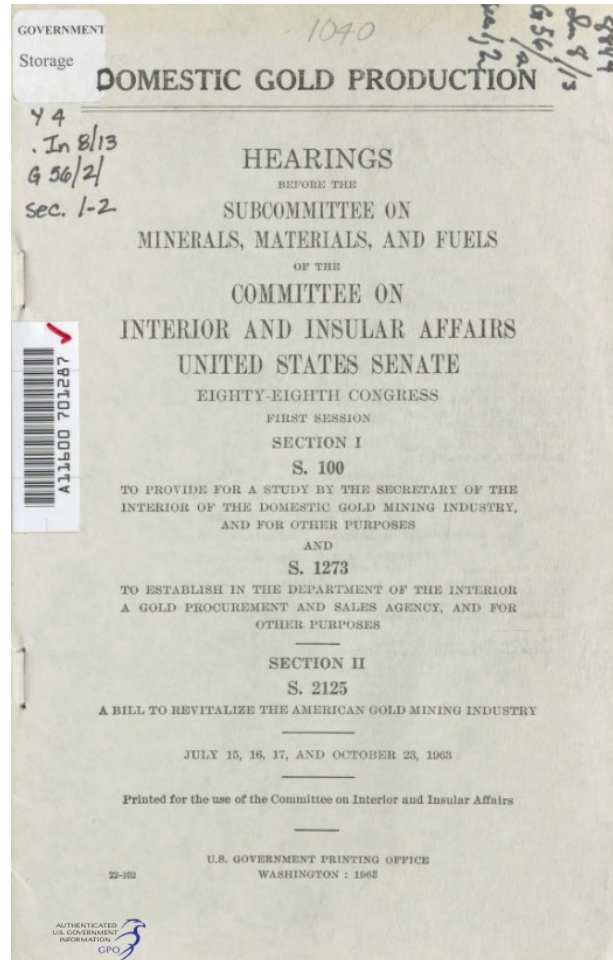 GOVERNMENT
Storage
1040
DOMESTIC GOLD PRODUCTION
Y 4
. In 8/13
G 56/2/
sec. 1-2
HEARINGS
BEFORE THE
SUBCOMMITTEE ON
MINERALS, MATERIALS, AND FUELS
OF THE
COMMITTEE ON
INTERIOR AND INSULAR AFFAIRS
UNITED STATES SENATE
EIGHTY-EIGHTH CONGRESS
FIRST SESSION
SECTION I
S. 100
TO PROVIDE FOR A STUDY BY THE SECRETARY OF THE
INTERIOR OF THE DOMESTIC GOLD MINING INDUSTRY,
AND FOR OTHER PURPOSES
AND
S. 1273
TO ESTABLISH IN THE DEPARTMENT OF THE INTERIOR
A GOLD PROCUREMENT AND SALES AGENCY, AND FOR
OTHER PURPOSES
SECTION II
S. 2125
A BILL TO REVITALIZE THE AMERICAN GOLD MINING INDUSTRY
JULY 15, 16, 17, AND OCTOBER 23, 1963
Printed for the use of the Committee on Interior and Insular Affairs
U.S. GOVERNMENT PRINTING OFFICE
22-102 WASHINGTON : 1963
A11600 701287
AUTHENTICATED
U.S. GOVERNMENT
INFORMATION
GPO